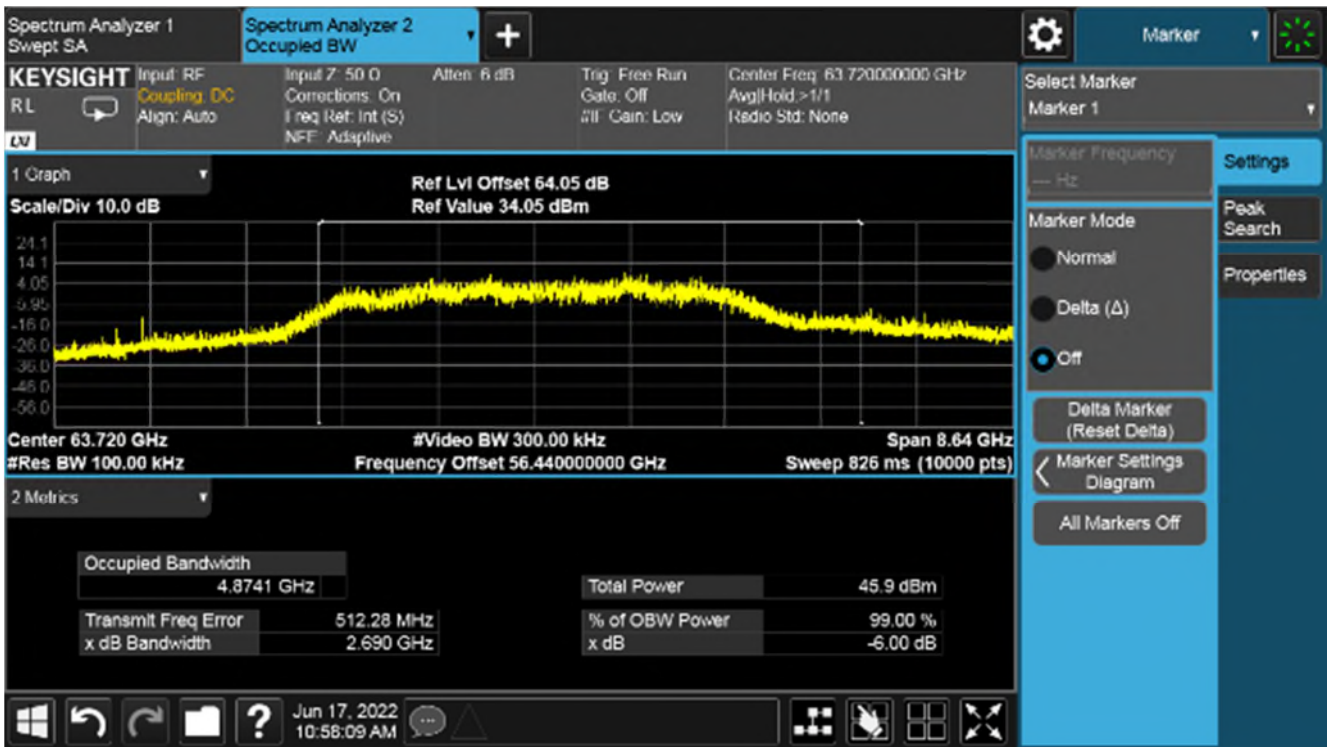 Spectrum Analyzer 1
Swept SA
Spectrum Analyzer 2
Occupied BW
Marker
KEYSIGHT
RL
LXI
Input: RF
Coupling: DC
Align: Auto
Input Z: 50 Ω
Corrections: On
Freq Ref: Int (S)
NFE: Adaptive
Atten: 6 dB
Trig: Free Run
Gate: Off
#IF Gain: Low
Center Freq: 63.720000000 GHz
Avg|Hold:>1/1
Radio Std: None
Select Marker
Marker 1
Marker Frequency
--- Hz
Settings
Marker Mode
Normal
Delta (Δ)
Off
Peak
Search
Properties
Delta Marker
(Reset Delta)
Marker Settings
Diagram
All Markers Off
1 Graph
Scale/Div 10.0 dB
Ref Lvl Offset 64.05 dB
Ref Value 34.05 dBm
24.1
14.1
4.05
-5.95
-16.0
-26.0
-36.0
-46.0
-56.0
Center 63.720 GHz
#Video BW 300.00 kHz
Span 8.64 GHz
#Res BW 100.00 kHz
Frequency Offset 56.440000000 GHz
Sweep 826 ms (10000 pts)
2 Metrics
Occupied Bandwidth
4.8741 GHz
Total Power 45.9 dBm
Transmit Freq Error 512.28 MHz
% of OBW Power 99.00 %
x dB Bandwidth 2.690 GHz
x dB -6.00 dB
?
Jun 17, 2022
10:58:09 AM